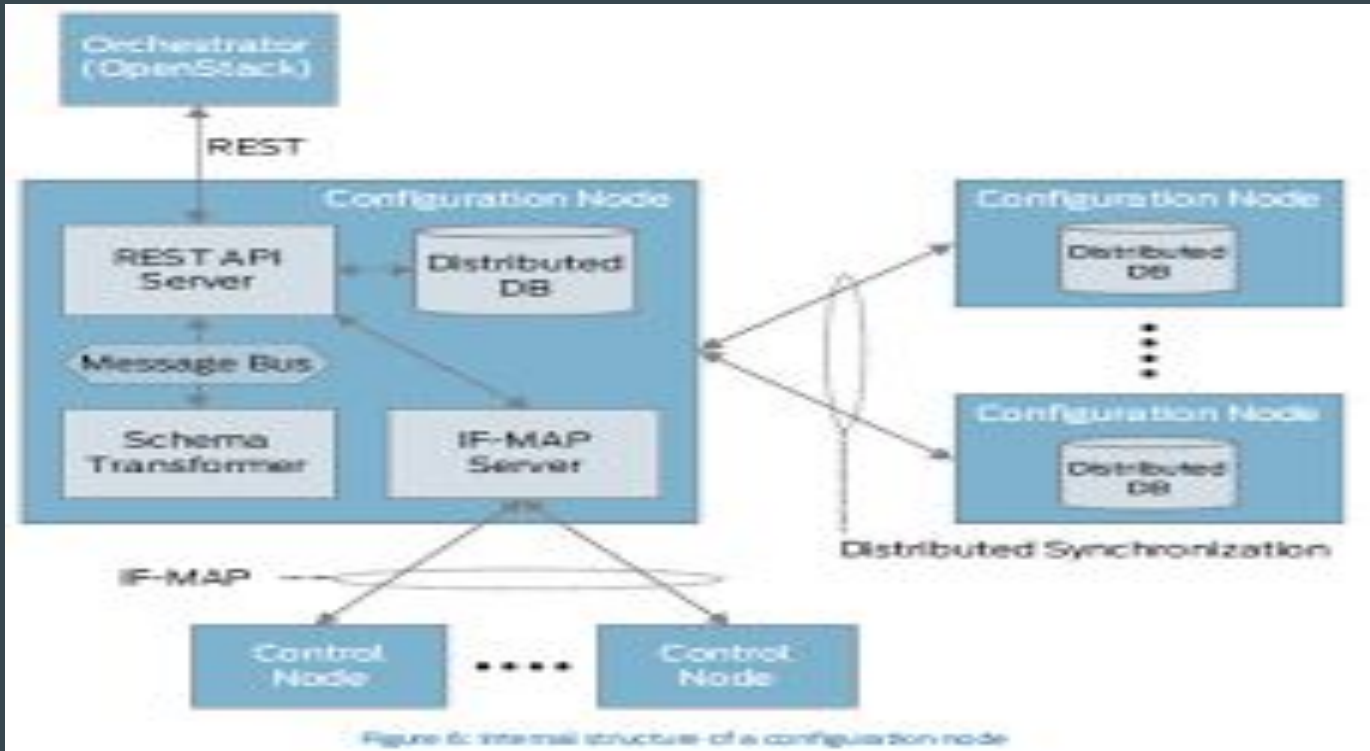 Orchestrator
(OpenStack)
REST
Configuration Node
REST API
Server
Distributed
DB
Message Bus
Schema
Transformer
IF-MAP
Server
Configuration Node
Distributed
DB
Configuration Node
Distributed
DB
Distributed Synchronization
IF-MAP
Control
Node
Control
Node
Figure 6: Internal structure of a configuration node